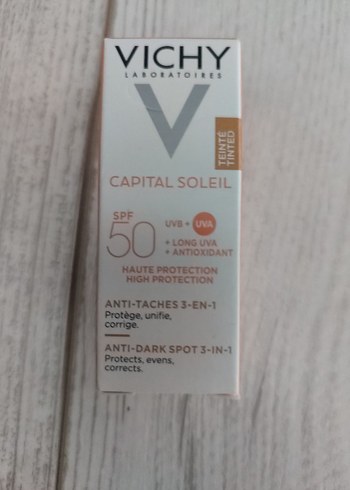 VICHY
LABORATOIRES
TEINTÉ
TINTED
CAPITAL SOLEIL
SPF
50
UVB + UVA
+ LONG UVA
+ ANTIOXIDANT
HAUTE PROTECTION
HIGH PROTECTION
ANTI-TACHES 3-EN-1
Protège, unifie,
corrige.
ANTI-DARK SPOT 3-IN-1
Protects, evens,
corrects.